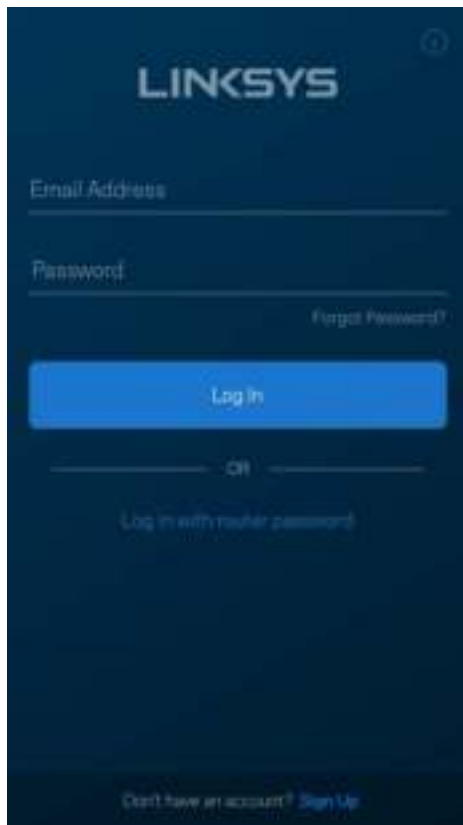 LINKSYS
Email Address
Password
Forgot Password?
Log In
OR
Log in with router password
Don't have an account? Sign Up